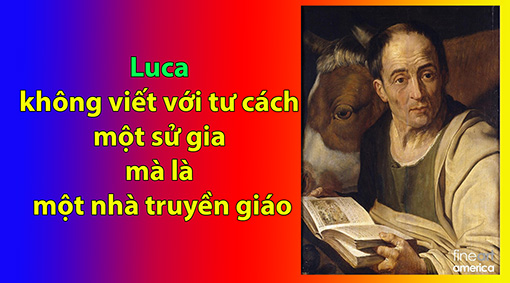 Luca
không viết với tư cách
một sử gia
mà là
một nhà truyền giáo
fine art
america